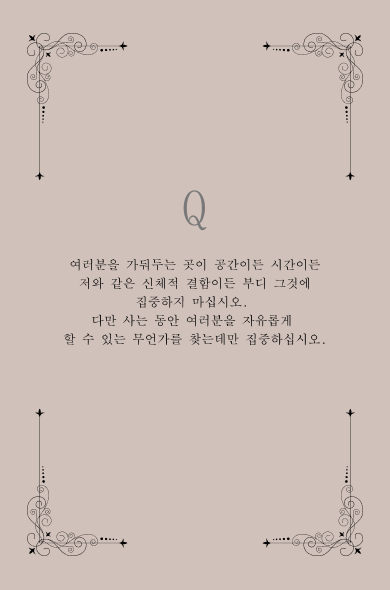 Q
여러분을 가둬두는 곳이 공간이든 시간이든
저와 같은 신체적 결함이든 부디 그것에
집중하지 마십시오.
다만 사는 동안 여러분을 자유롭게
할 수 있는 무언가를 찾는데만 집중하십시오.